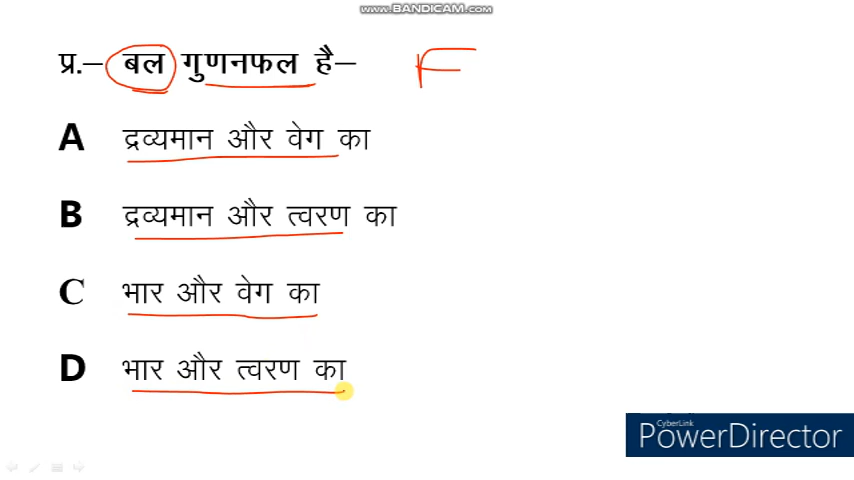 www.BANDICAM.com
प्र.– बल गुणनफल है– F
A द्रव्यमान और वेग का
B द्रव्यमान और त्वरण का
C भार और वेग का
D भार और त्वरण का
CyberLink
PowerDirector